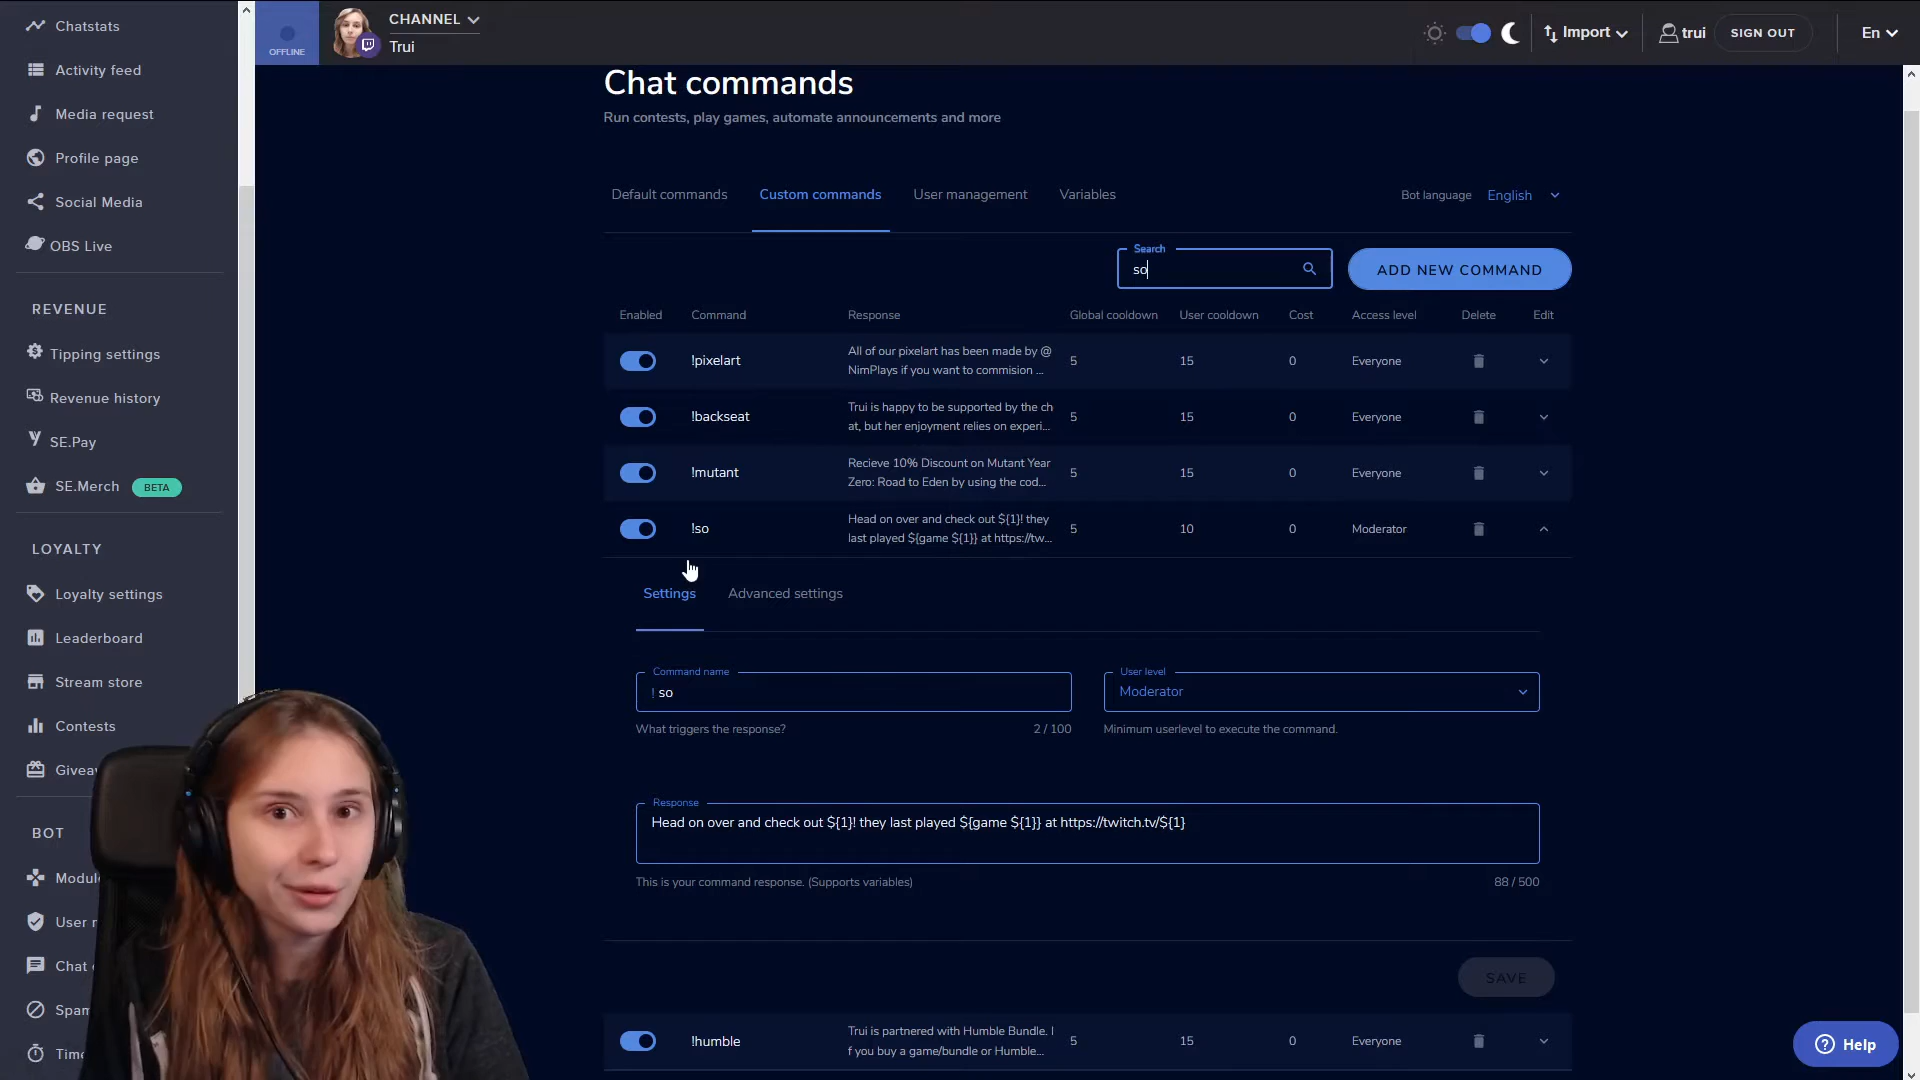 Chatstats
Activity feed
Media request
Profile page
Social Media
OBS Live
REVENUE
Tipping settings
Revenue history
SE.Pay
SE.Merch BETA
LOYALTY
Loyalty settings
Leaderboard
Stream store
Contests
BOT
OFFLINE
CHANNEL
Trui
Import
trui
SIGN OUT
En
Chat commands
Run contests, play games, automate announcements and more
Default commands Custom commands User management Variables
Bot language English
Search
so
ADD NEW COMMAND
Enabled Command Response Global cooldown User cooldown Cost Access level Delete Edit
!pixelart All of our pixelart has been made by @ 5 15 0 Everyone
NimPlays if you want to commision ...
!backseat Trui is happy to be supported by the ch 5 15 0 Everyone
at, but her enjoyment relies on experi...
!mutant Recieve 10% Discount on Mutant Year 5 15 0 Everyone
Zero: Road to Eden by using the cod...
!so Head on over and check out ${1}! they 5 10 0 Moderator
last played ${game ${1}} at https://tw...
Settings Advanced settings
Command name
! so
What triggers the response? 2 / 100
User level
Moderator
Minimum userlevel to execute the command.
Response
Head on over and check out ${1}! they last played ${game ${1}} at https://twitch.tv/${1}
This is your command response. (Supports variables) 88 / 500
SAVE
!humble Trui is partnered with Humble Bundle. I 5 15 0 Everyone
f you buy a game/bundle or Humble...
Help